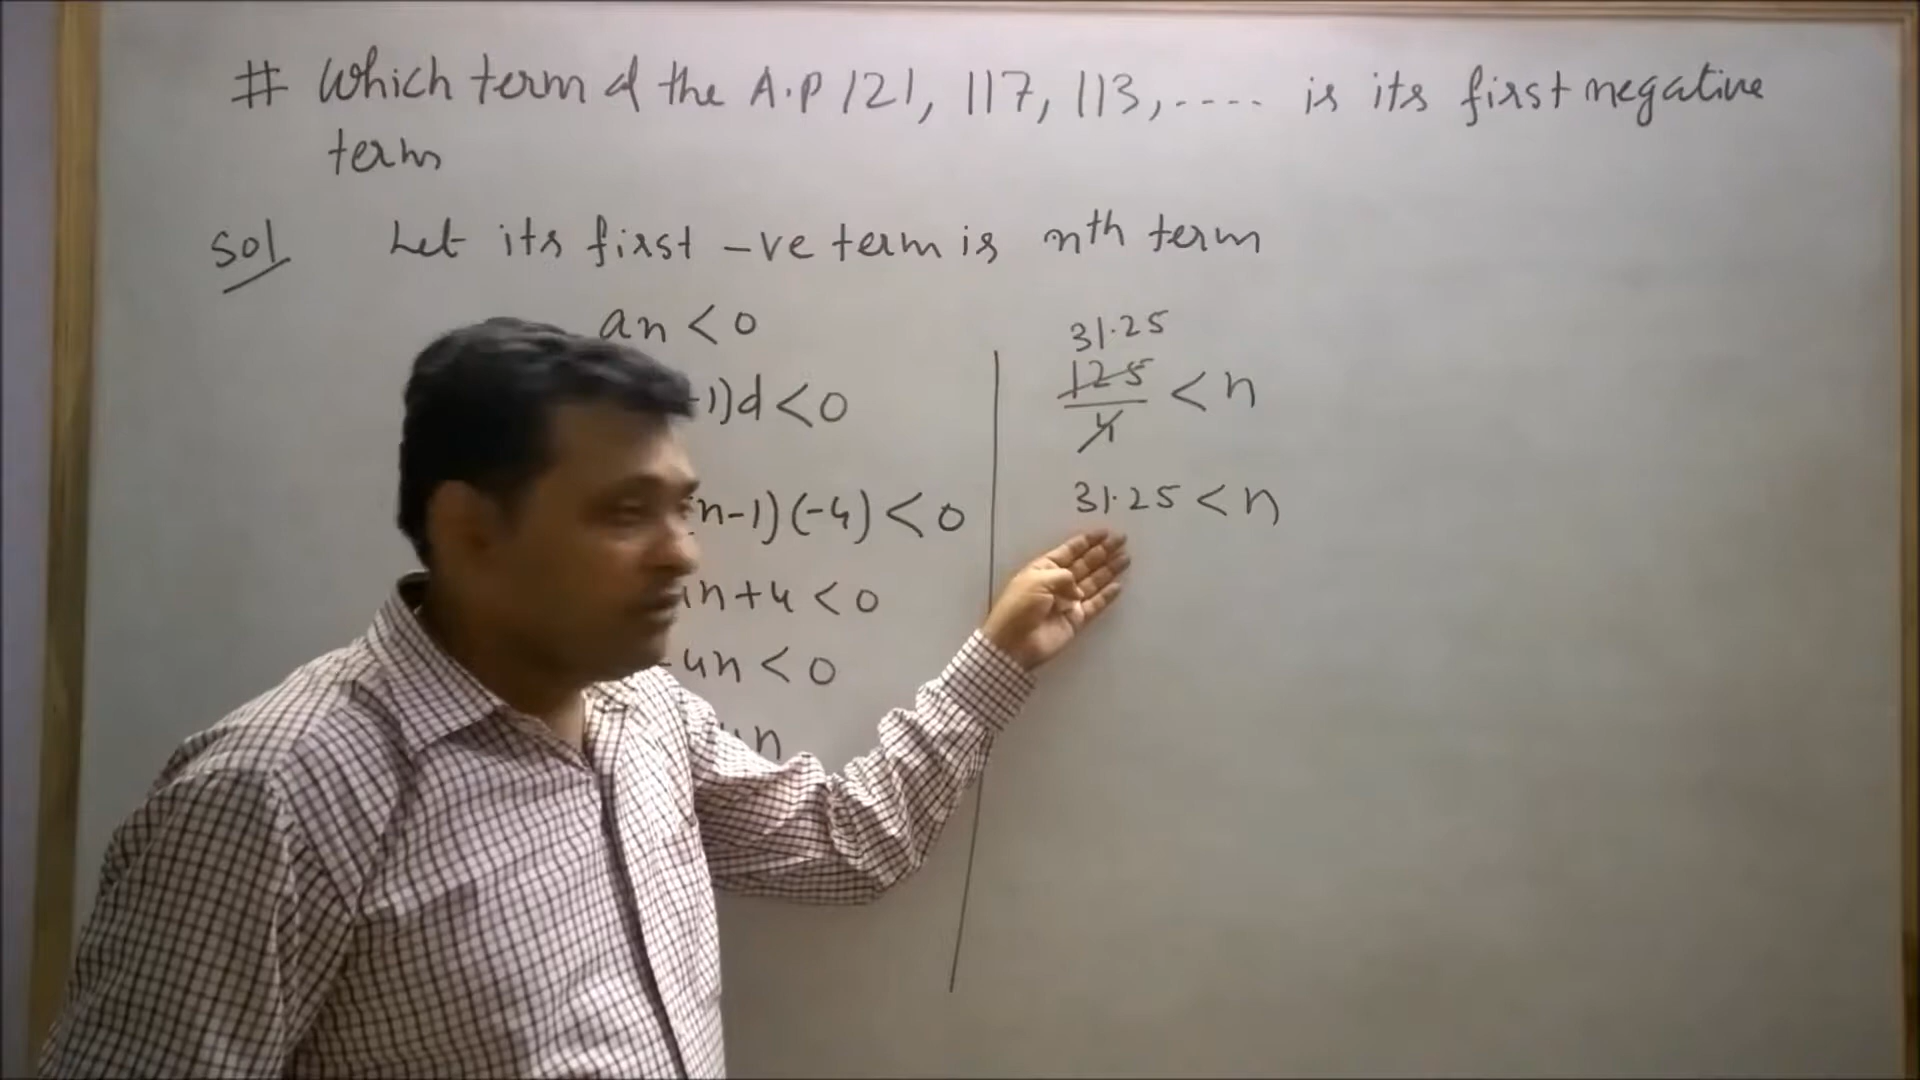 # Which term of the A.P 121, 117, 113, .... is its first negative
term
Sol Let its first -ve term is nth term
an < 0
-1)d < 0
n-1)(-4) < 0
n+4 < 0
-4n < 0
n
31.25
125/4 < n
31.25 < n